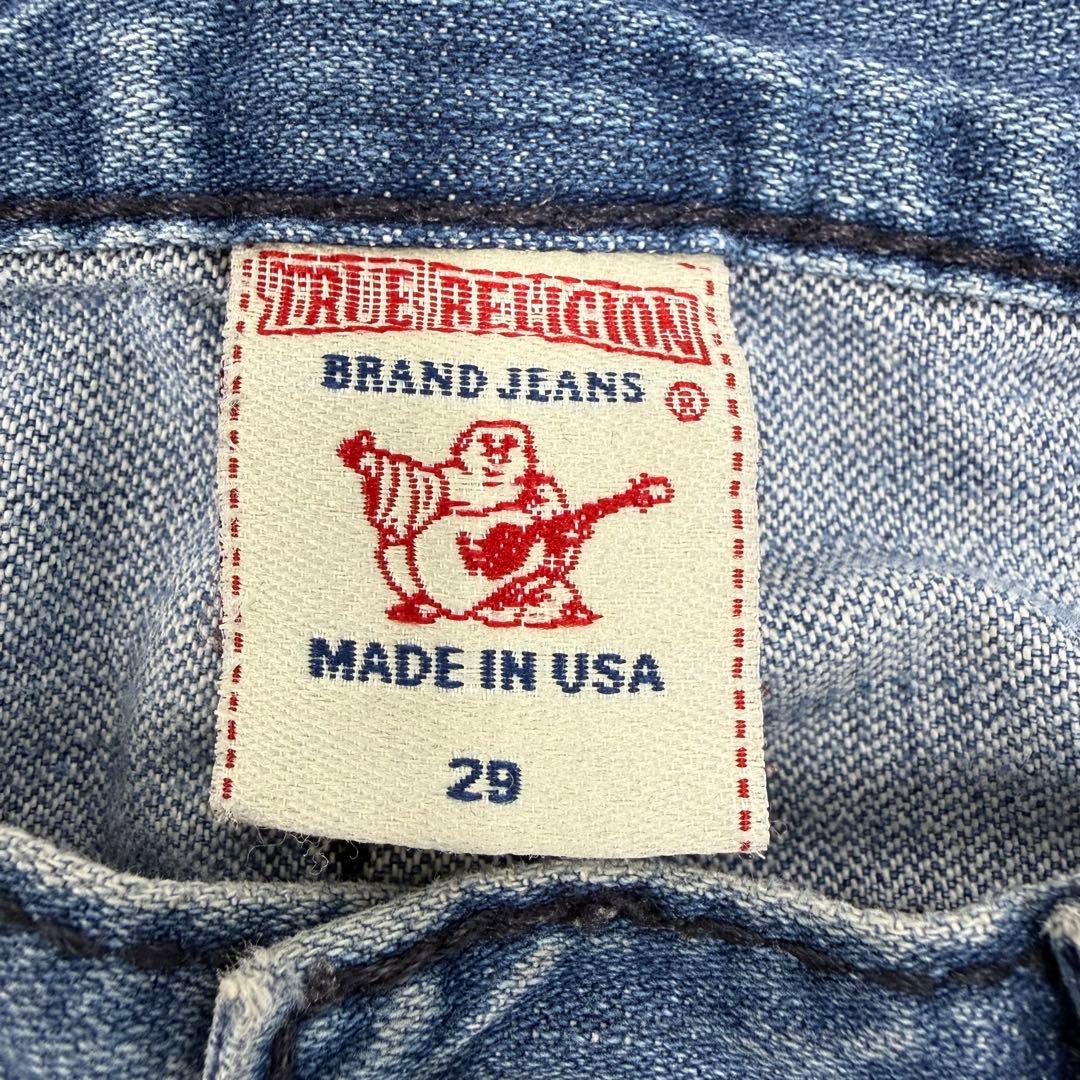 TRUE RELIGION
BRAND JEANS
®
MADE IN USA
29